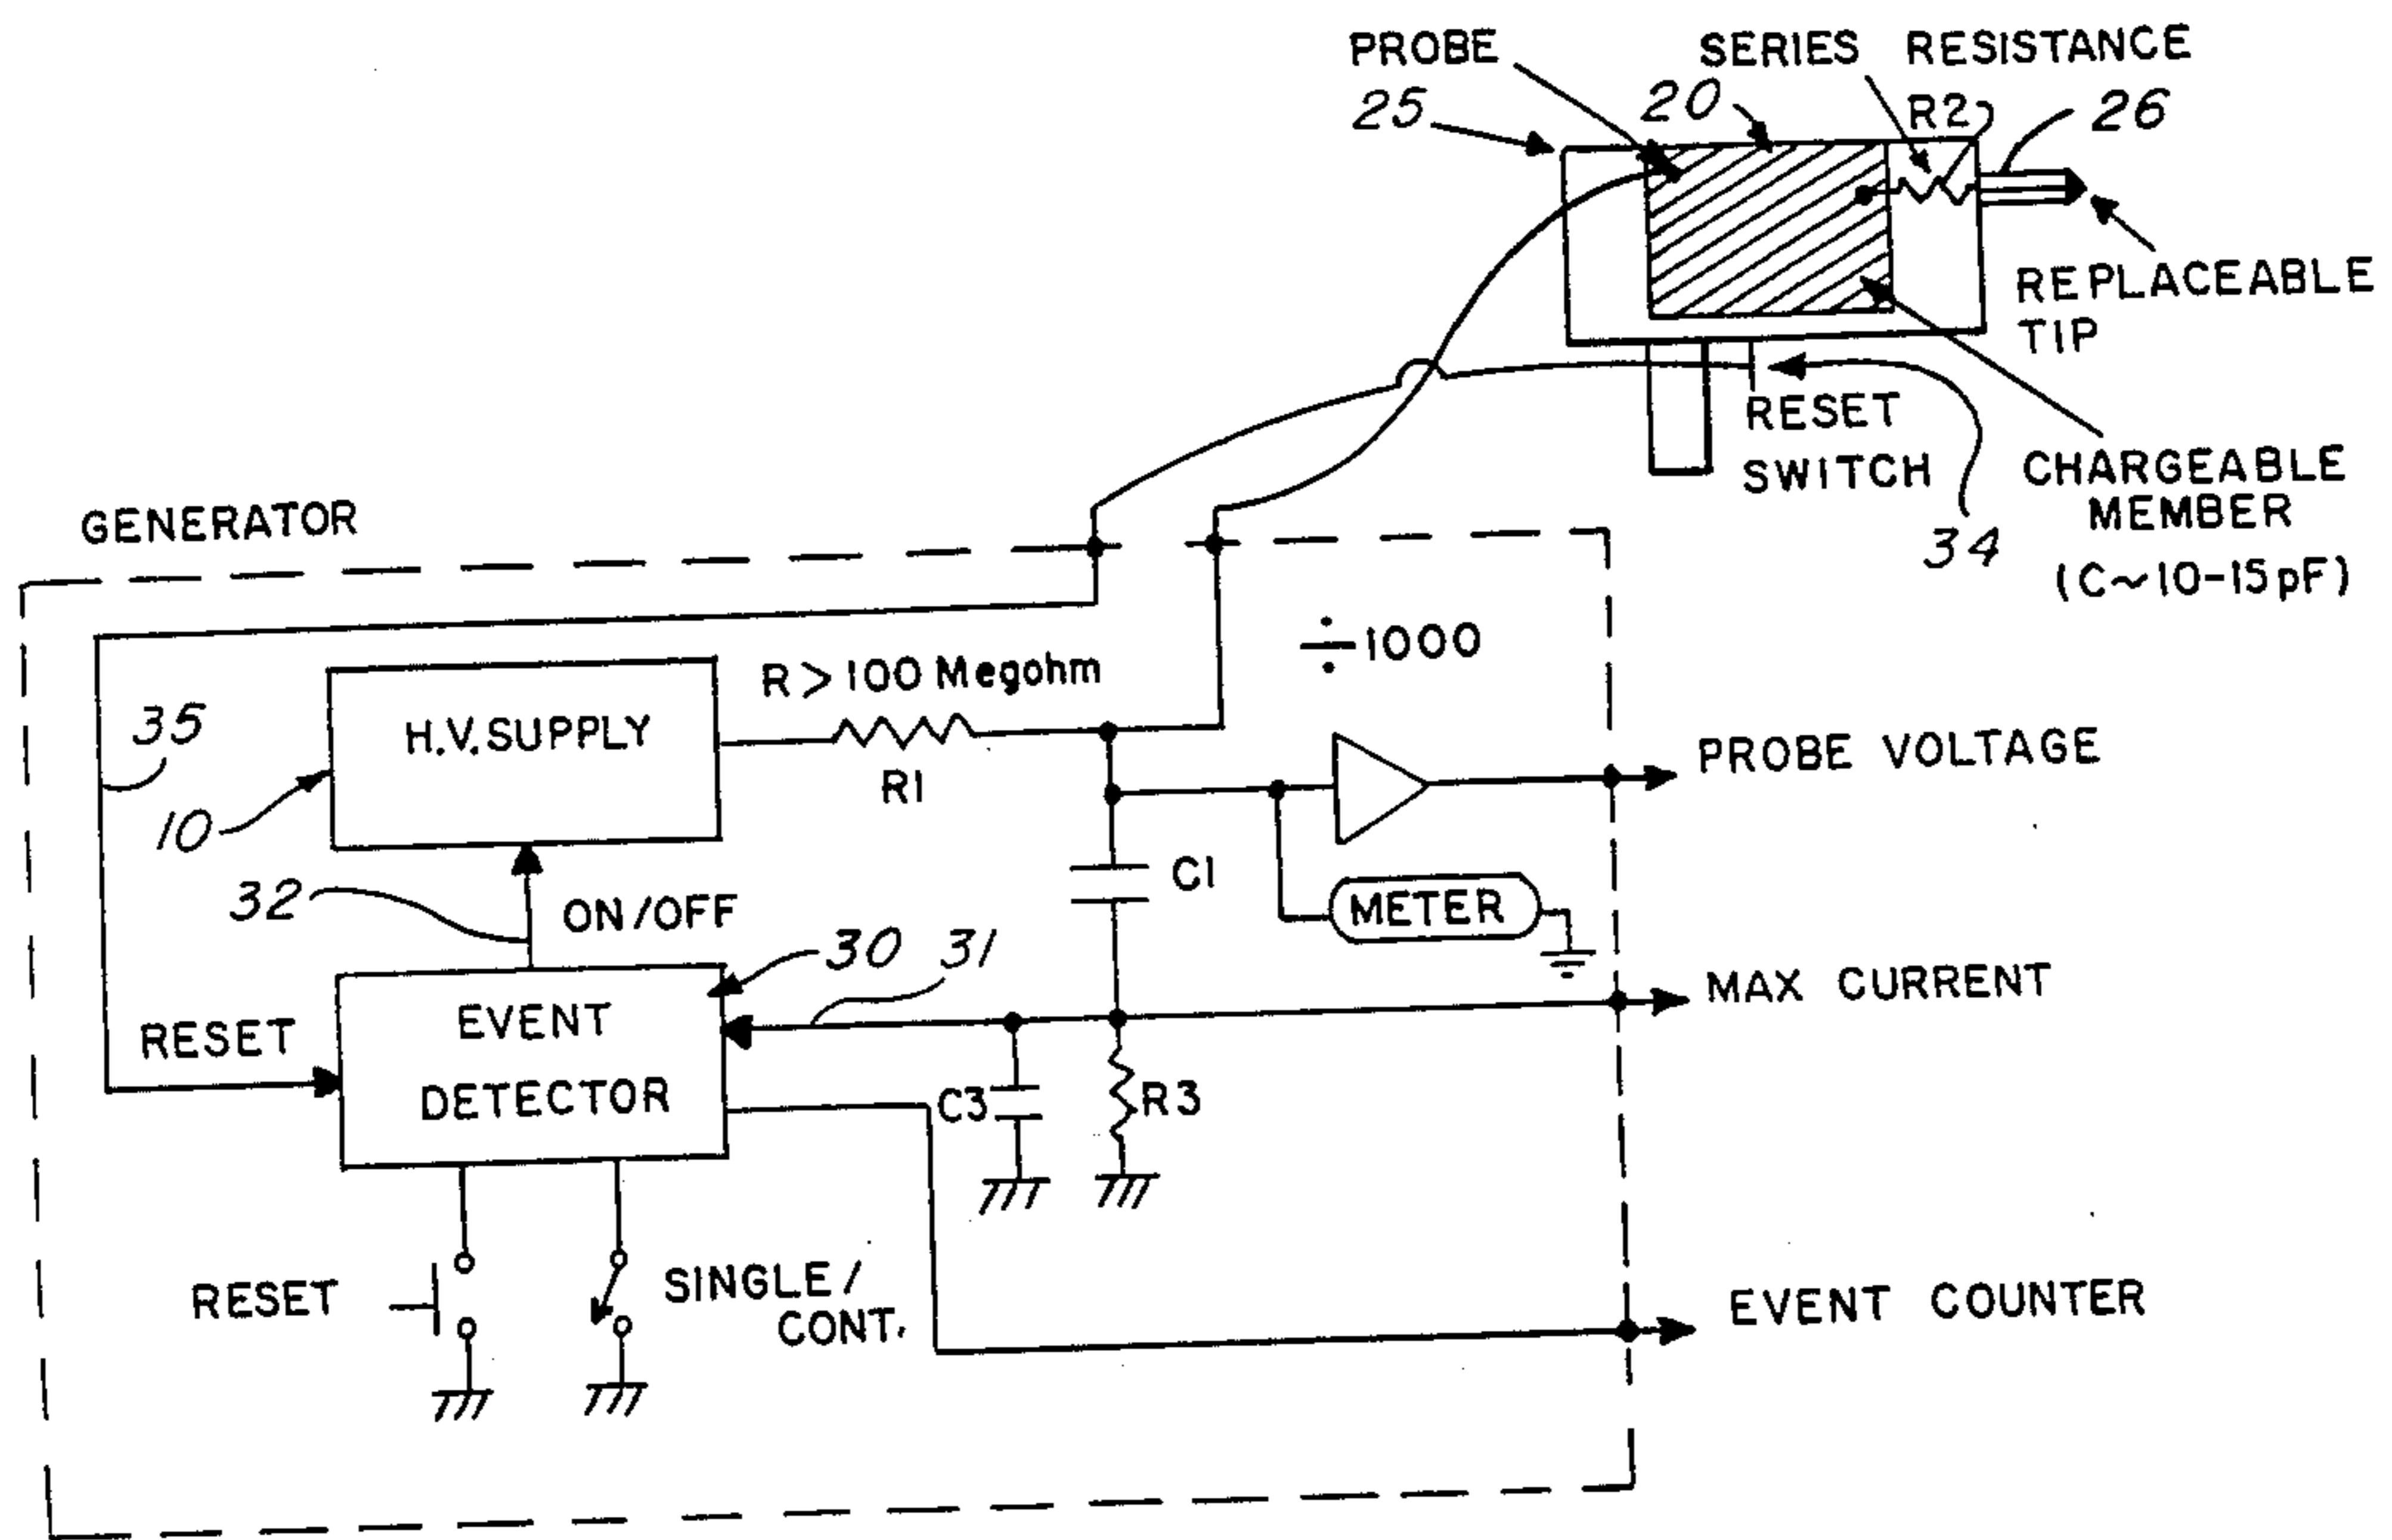 PROBE
SERIES RESISTANCE
25
20
R2
26
REPLACEABLE
TIP
RESET
SWITCH
CHARGEABLE
MEMBER
(C~10-15pF)
34
GENERATOR
÷1000
R>100 Megohm
35
H.V. SUPPLY
R1
PROBE VOLTAGE
10
C1
32
ON/OFF
METER
30
31
MAX CURRENT
EVENT
DETECTOR
RESET
C3
R3
RESET
SINGLE/
CONT.
EVENT COUNTER